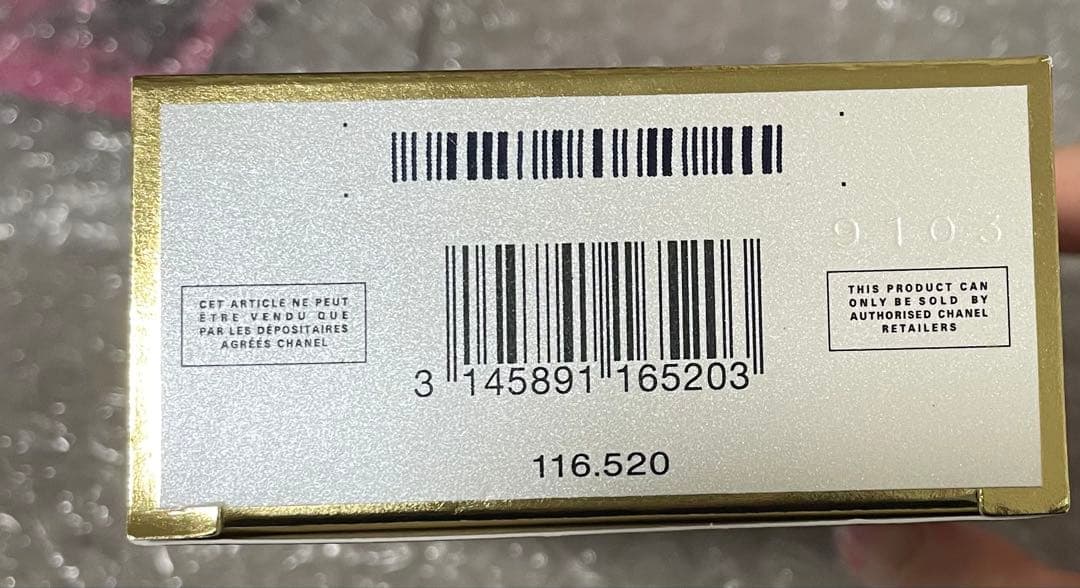 9103
CET ARTICLE NE PEUT
ÊTRE VENDU QUE
PAR LES DÉPOSITAIRES
AGRÉÉS CHANEL
THIS PRODUCT CAN
ONLY BE SOLD BY
AUTHORISED CHANEL
RETAILERS
3 145891 165203
116.520